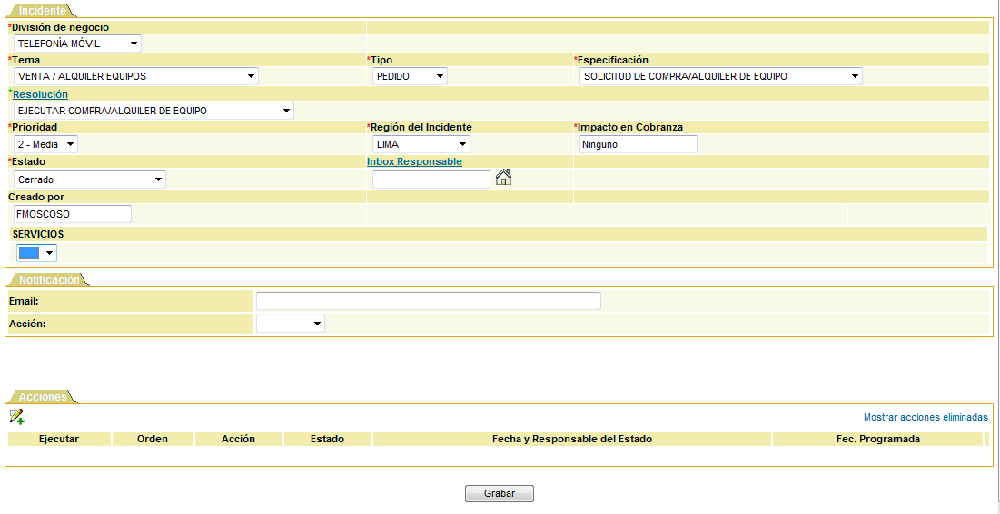 Incidente
*División de negocio
TELEFONÍA MÓVIL
*Tema *Tipo *Especificación
VENTA / ALQUILER EQUIPOS PEDIDO SOLICITUD DE COMPRA/ALQUILER DE EQUIPO
*Resolución
EJECUTAR COMPRA/ALQUILER DE EQUIPO
*Prioridad *Región del Incidente *Impacto en Cobranza
2 - Media LIMA Ninguno
*Estado Inbox Responsable
Cerrado
Creado por
FMOSCOSO
SERVICIOS
Notificación
Email:
Acción:
Acciones
Mostrar acciones eliminadas
Ejecutar Orden Acción Estado Fecha y Responsable del Estado Fec. Programada
Grabar